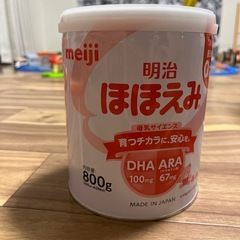 meiji
明治
ほほえみ
母乳サイエンス
育つチカラに、安心を。
DHA ARA
100mg 67mg
800g
MADE IN JAPAN